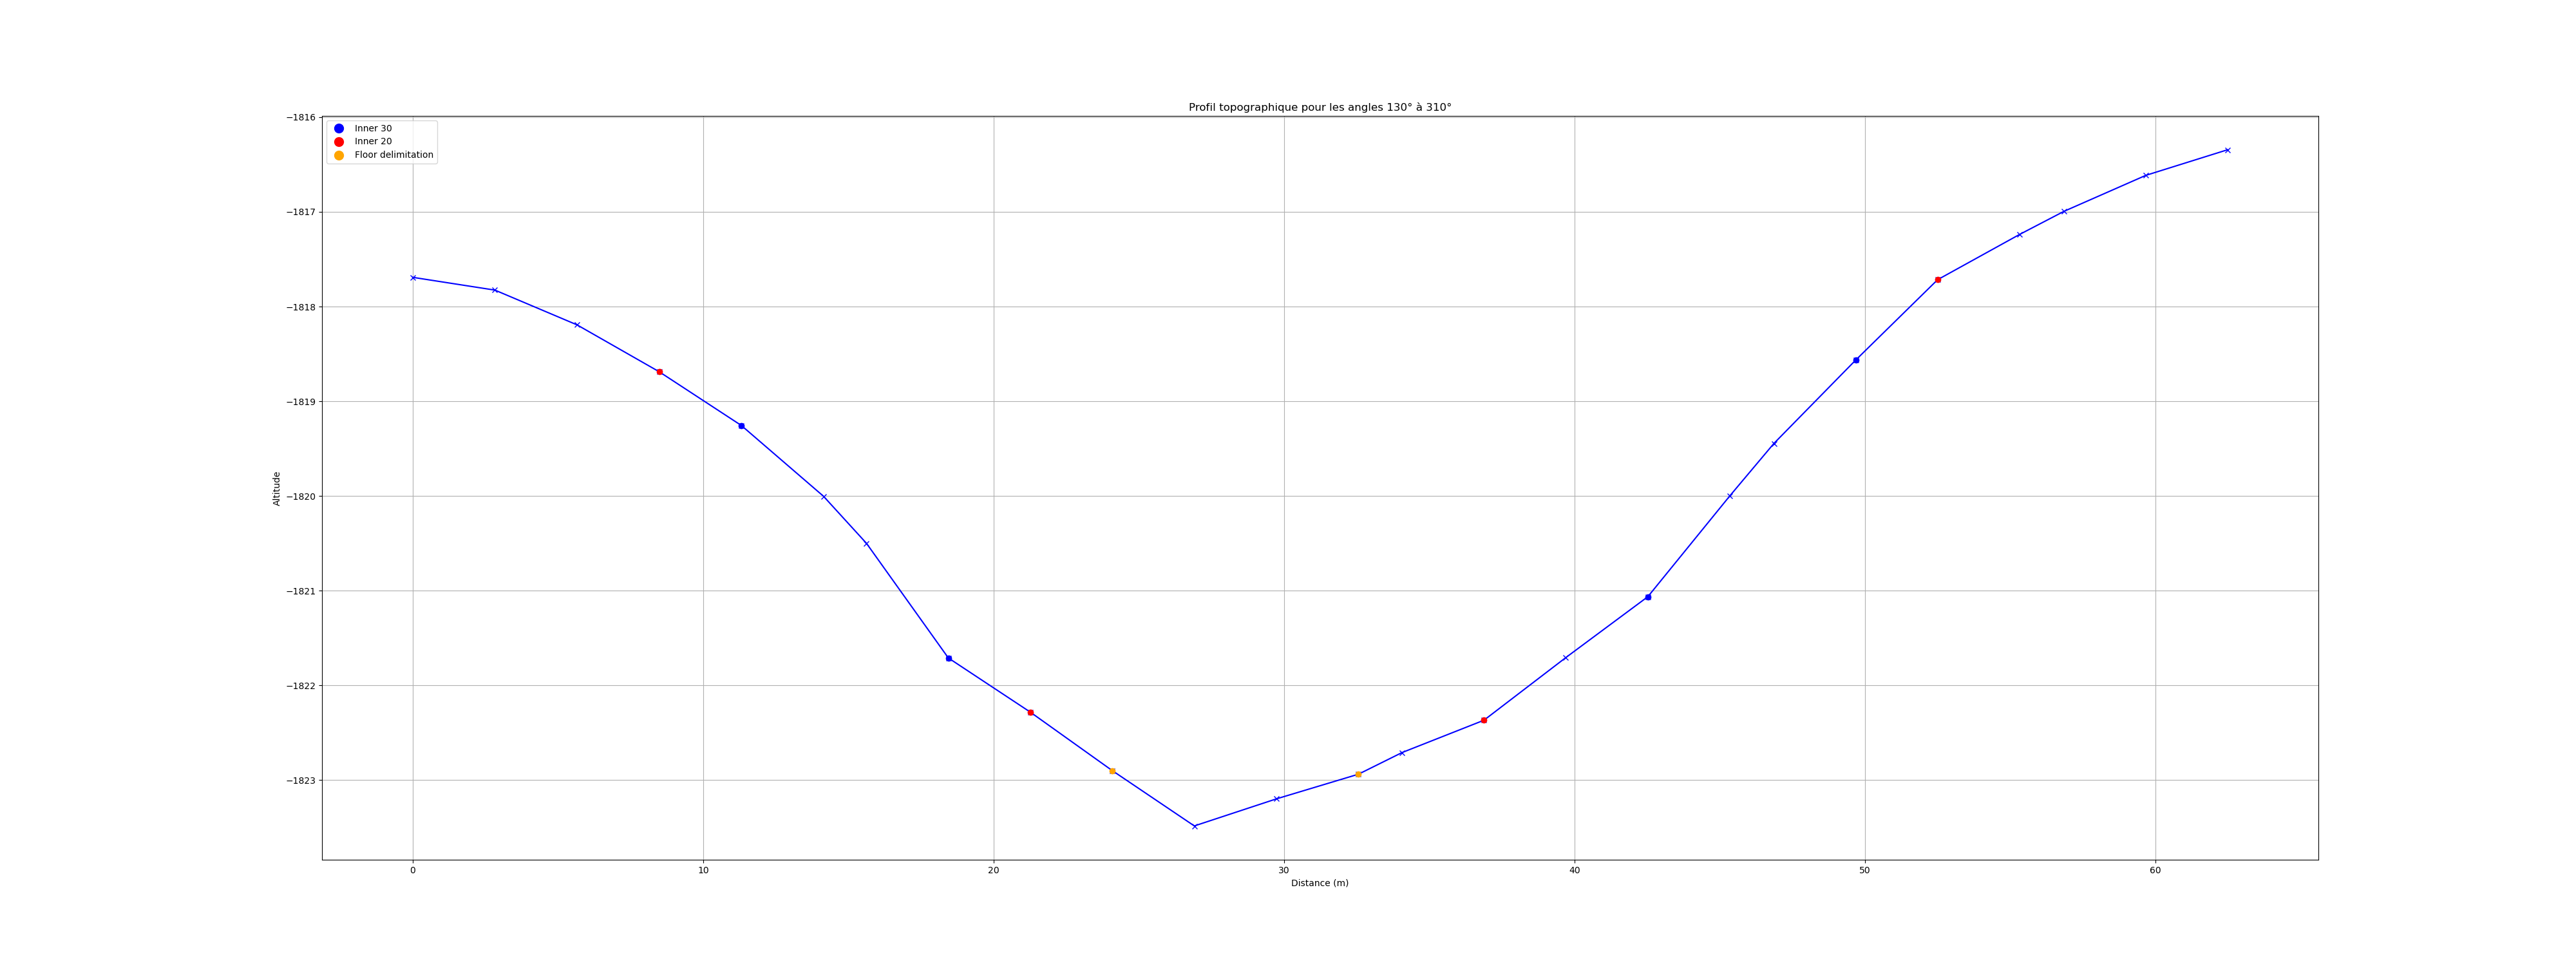 Profil topographique pour les angles 130° à 310°
Inner 30
Inner 20
Floor delimitation
−1816
−1817
−1818
−1819
−1820
−1821
−1822
−1823
Altitude
0 10 20 30 40 50 60
Distance (m)